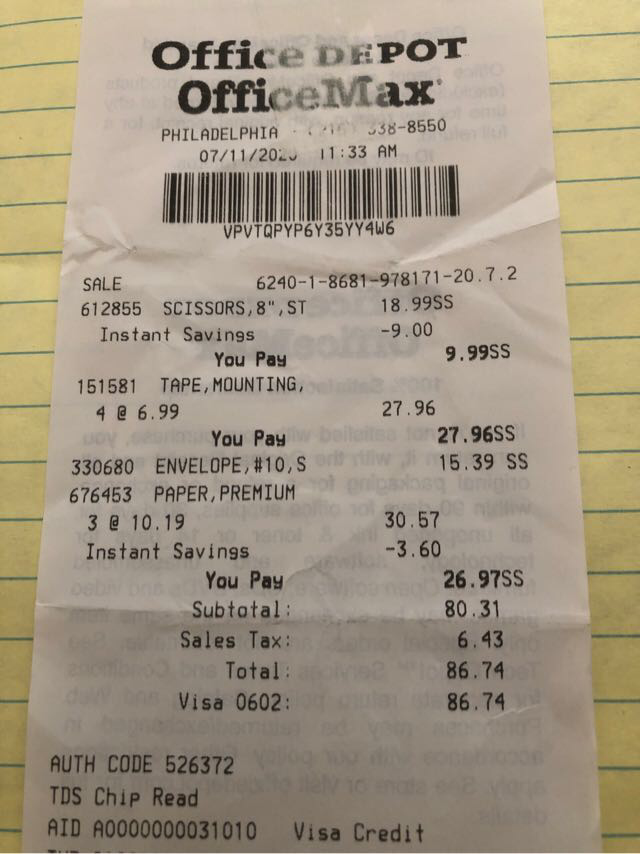 Office DEPOT
OfficeMax
PHILADELPHIA - 338-8550
11:33 AM
VPVTQPYP6Y35YY4W6
SALE 6240-1-8681-978171-20.7.2
612855 SCISSORS,8",ST 18.99SS
Instant Savings -9.00
You Pay 9.99SS
151581 TAPE,MOUNTING,
4 @ 6.99 27.96
You Pay 27.96SS
330680 ENVELOPE,#10,S 15.39 SS
676453 PAPER,PREMIUM
3 @ 10.19 30.57
Instant Savings -3.60
You Pay 26.97SS
Subtotal: 80.31
Sales Tax: 6.43
Total: 86.74
Visa 0602: 86.74
AUTH CODE 526372
TDS Chip Read
AID A0000000031010 Visa Credit